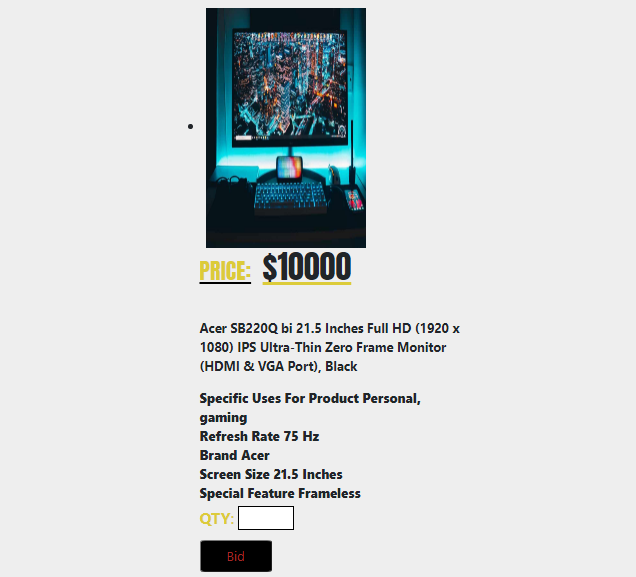 PRICE: $10000
Acer SB220Q bi 21.5 Inches Full HD (1920 x
1080) IPS Ultra-Thin Zero Frame Monitor
(HDMI & VGA Port), Black
Specific Uses For Product Personal,
gaming
Refresh Rate 75 Hz
Brand Acer
Screen Size 21.5 Inches
Special Feature Frameless
QTY:
Bid